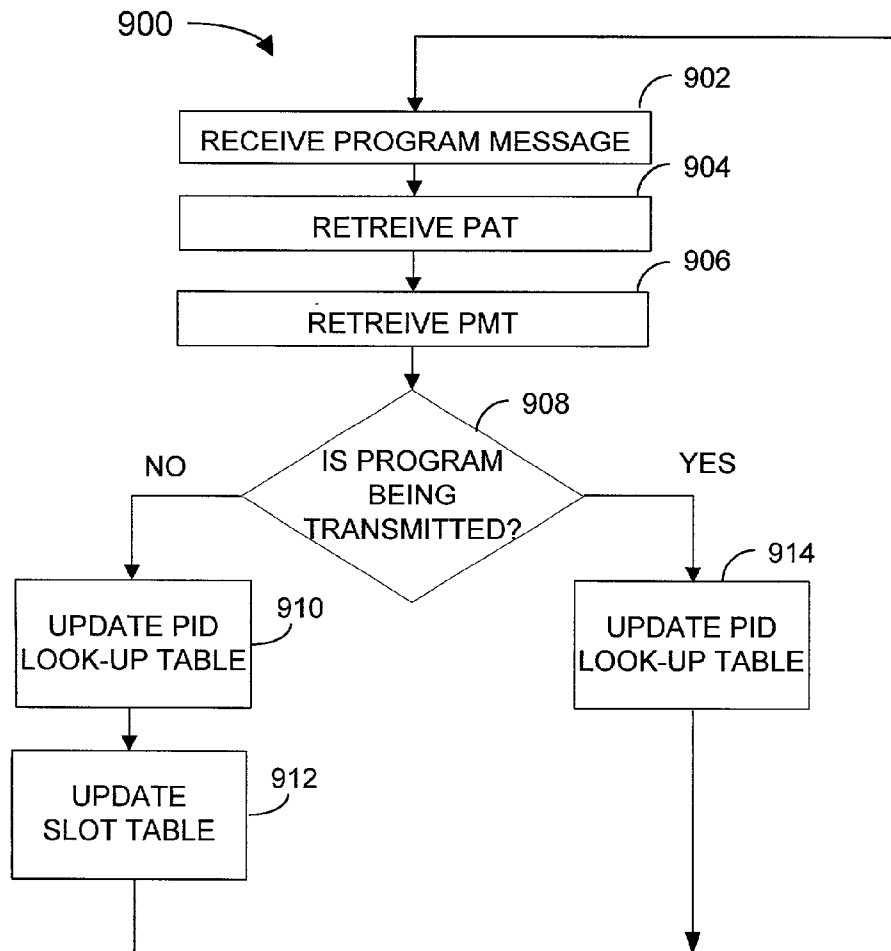 900
902
RECEIVE PROGRAM MESSAGE
904
RETREIVE PAT
906
RETREIVE PMT
908
IS PROGRAM
BEING
TRANSMITTED?
NO
YES
910
UPDATE PID
LOOK-UP TABLE
914
UPDATE PID
LOOK-UP TABLE
912
UPDATE
SLOT TABLE